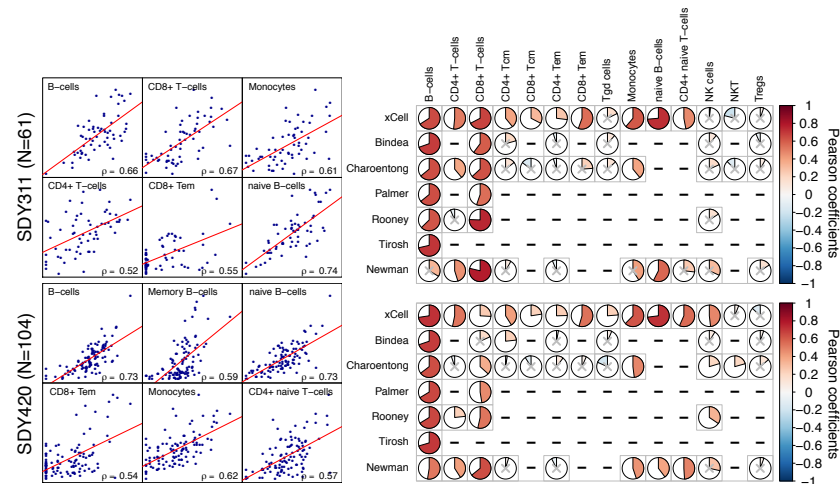 SDY311 (N=61)
B−cells
CD8+ T−cells
Monocytes
ρ = 0.66
ρ = 0.67
ρ = 0.61
CD4+ T−cells
CD8+ Tem
naive B−cells
ρ = 0.52
ρ = 0.55
ρ = 0.74
SDY420 (N=104)
B−cells
Memory B−cells
naive B−cells
ρ = 0.73
ρ = 0.59
ρ = 0.73
CD8+ Tem
Monocytes
CD4+ naive T−cells
ρ = 0.54
ρ = 0.62
ρ = 0.57
B−cells
CD4+ T−cells
CD8+ T−cells
CD4+ Tcm
CD8+ Tcm
CD4+ Tem
CD8+ Tem
Tgd cells
Monocytes
naive B−cells
CD4+ naive T−cells
NK cells
NKT
Tregs
xCell
Bindea
Charoentong
Palmer
Rooney
Tirosh
Newman
1
0.8
0.6
0.4
0.2
0
−0.2
−0.4
−0.6
−0.8
−1
Pearson coefficients
xCell
Bindea
Charoentong
Palmer
Rooney
Tirosh
Newman
1
0.8
0.6
0.4
0.2
0
−0.2
−0.4
−0.6
−0.8
−1
Pearson coefficients